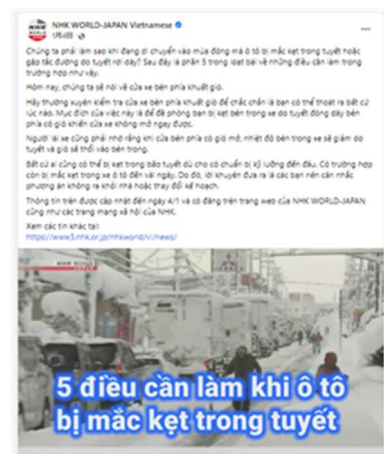 NHK WORLD-JAPAN Vietnamese
Chúng ta phải làm sao khi đang di chuyển vào mùa đông mà ô tô bị mắc kẹt trong tuyết hoặc
gặp tắc đường do tuyết rơi dày? Sau đây là phần 5 trong loạt bài về những điều cần làm trong
trường hợp như vậy.
Hôm nay, chúng ta sẽ nói về cửa xe bên phía khuất gió.
Hãy thường xuyên kiểm tra cửa xe bên phía khuất gió để chắc chắn là bạn có thể thoát ra bất cứ
lúc nào. Mục đích của việc này là để đề phòng bạn bị kẹt bên trong xe do tuyết đóng dày bên
phía có gió khiến cửa xe không mở ngay được.
Người lái xe cũng phải nhớ rằng khi cửa bên phía có gió mở, nhiệt độ bên trong xe sẽ giảm do
tuyết và gió sẽ thổi vào bên trong.
Bất cứ ai cũng có thể bị kẹt trong bão tuyết dù cho có chuẩn bị kỹ lưỡng đến đâu. Có trường hợp
còn bị mắc kẹt trong xe ô tô đến vài ngày. Do đó, lời khuyên đưa ra là các bạn nên cân nhắc
phương án không ra khỏi nhà hoặc thay đổi kế hoạch.
Thông tin trên được cập nhật đến ngày 4/1 và có đăng trên trang web của NHK WORLD-JAPAN
cũng như các trang mạng xã hội của NHK.
Xem các tin khác tại:
https://www3.nhk.or.jp/nhkworld/vi/news/
NHK WORLD
JAPAN
5 điều cần làm khi ô tô
bị mắc kẹt trong tuyết